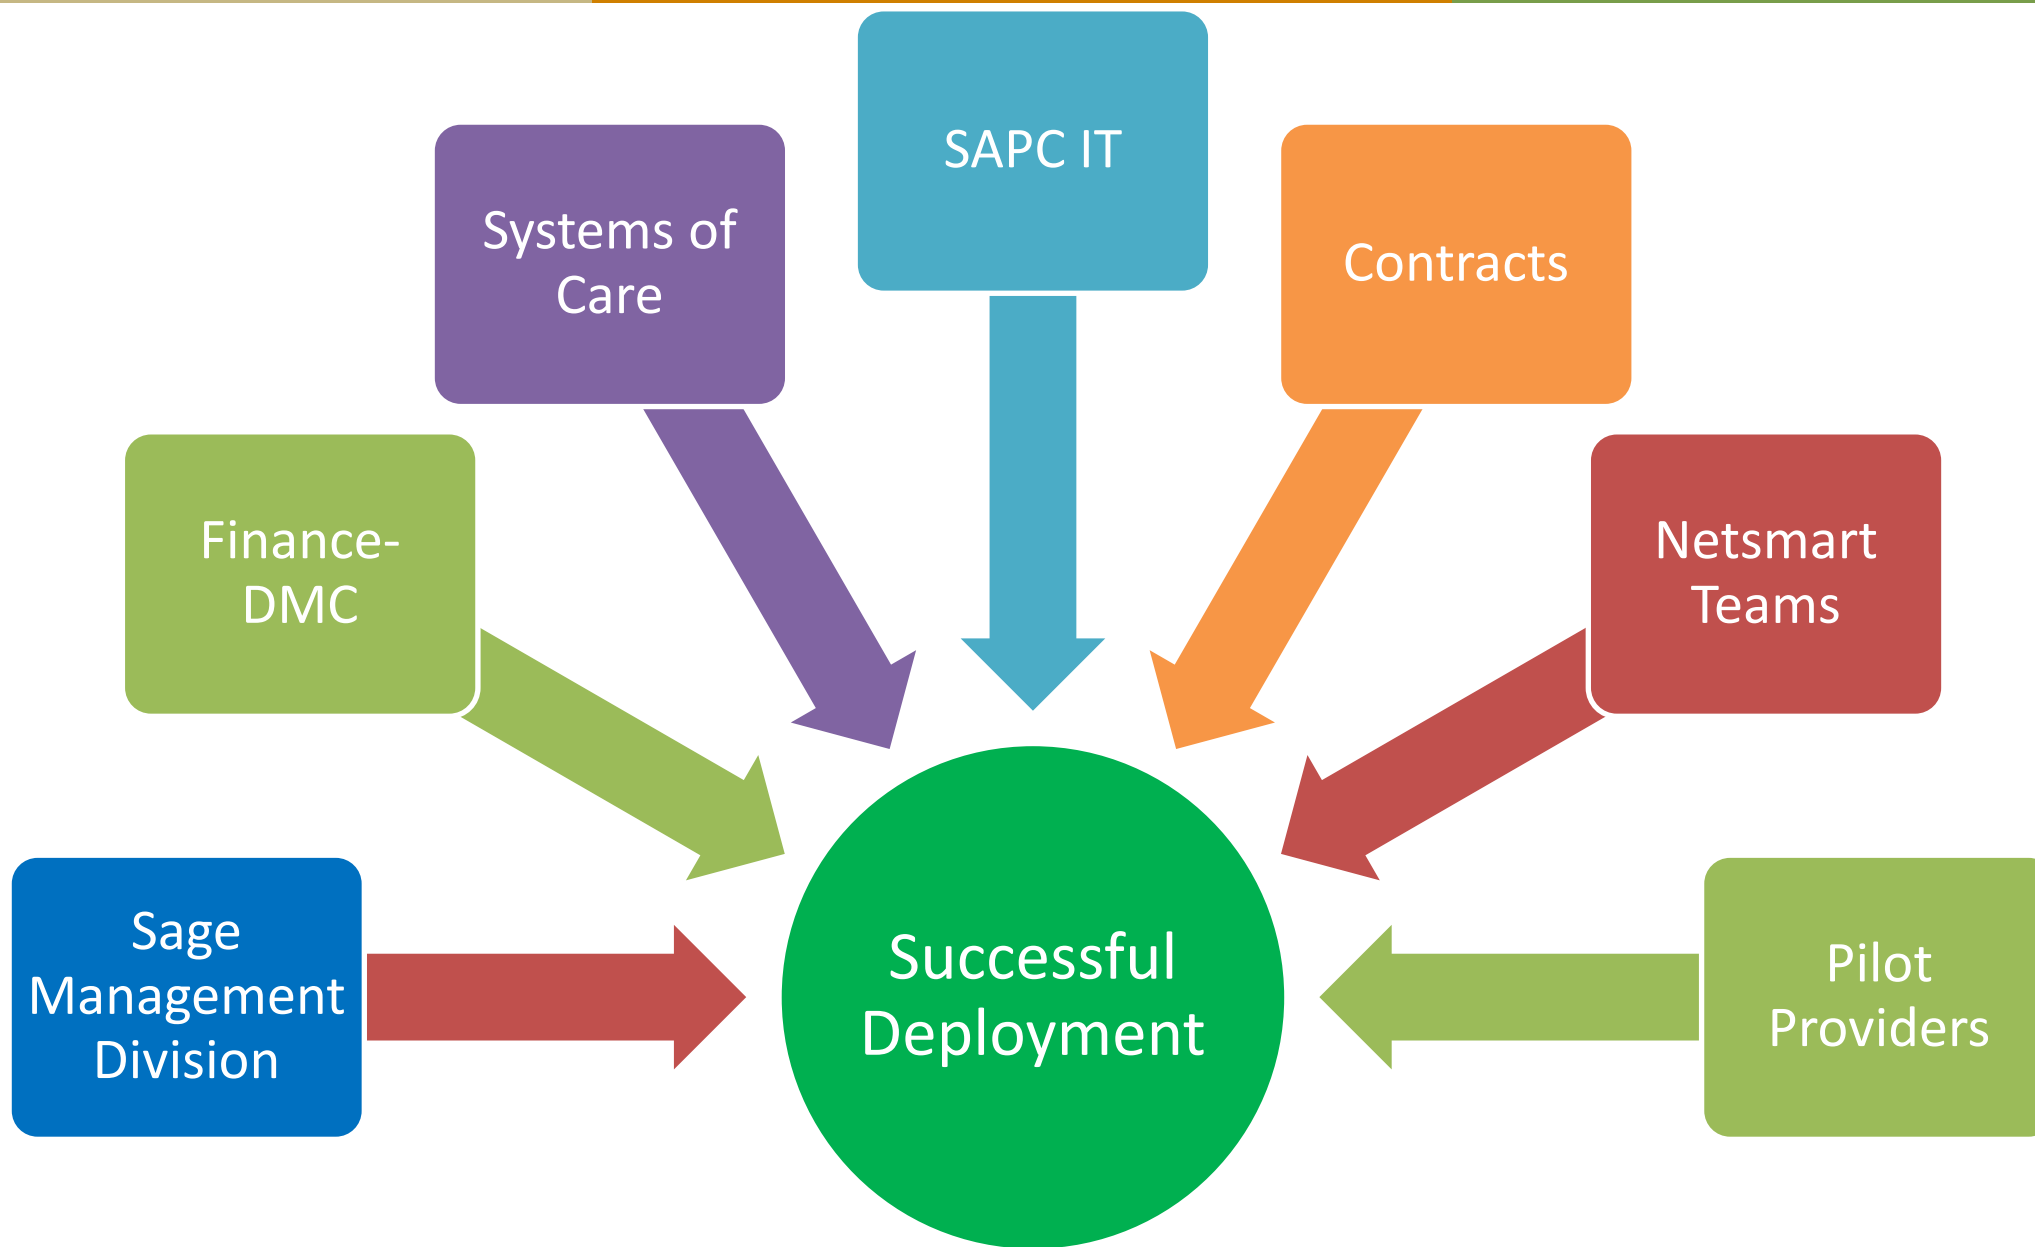 SAPC IT
Systems of
Care
Contracts
Finance-
DMC
Netsmart
Teams
Sage
Management
Division
Successful
Deployment
Pilot
Providers